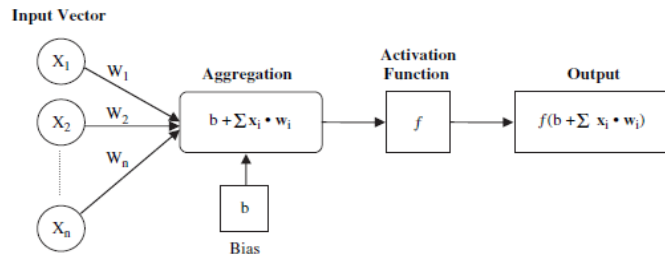 Input Vector
X1
W1
X2
W2
Wn
Xn
Aggregation
b + Σ xi • wi
b
Bias
Activation
Function
f
Output
f(b + Σ xi • wi)